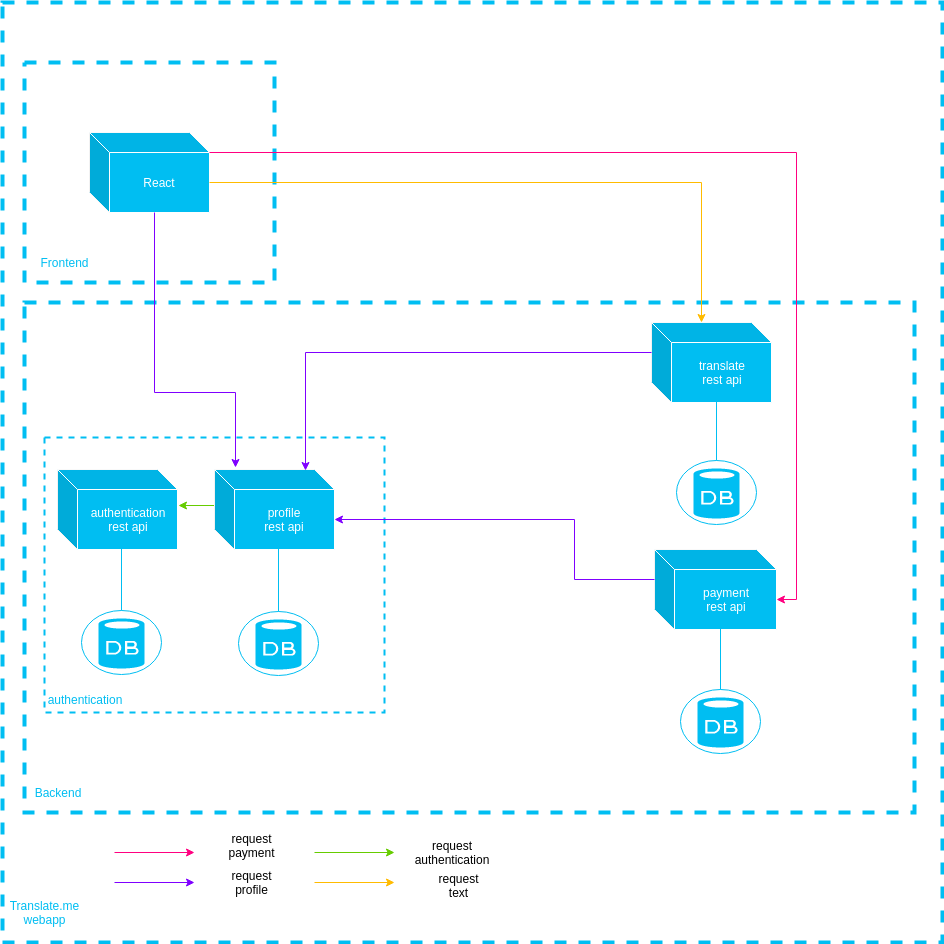 React
Frontend
translate
rest api
DB
authentication
rest api
profile
rest api
payment
rest api
DB
DB
DB
authentication
Backend
request
payment
request
authentication
request
profile
request
text
Translate.me
webapp